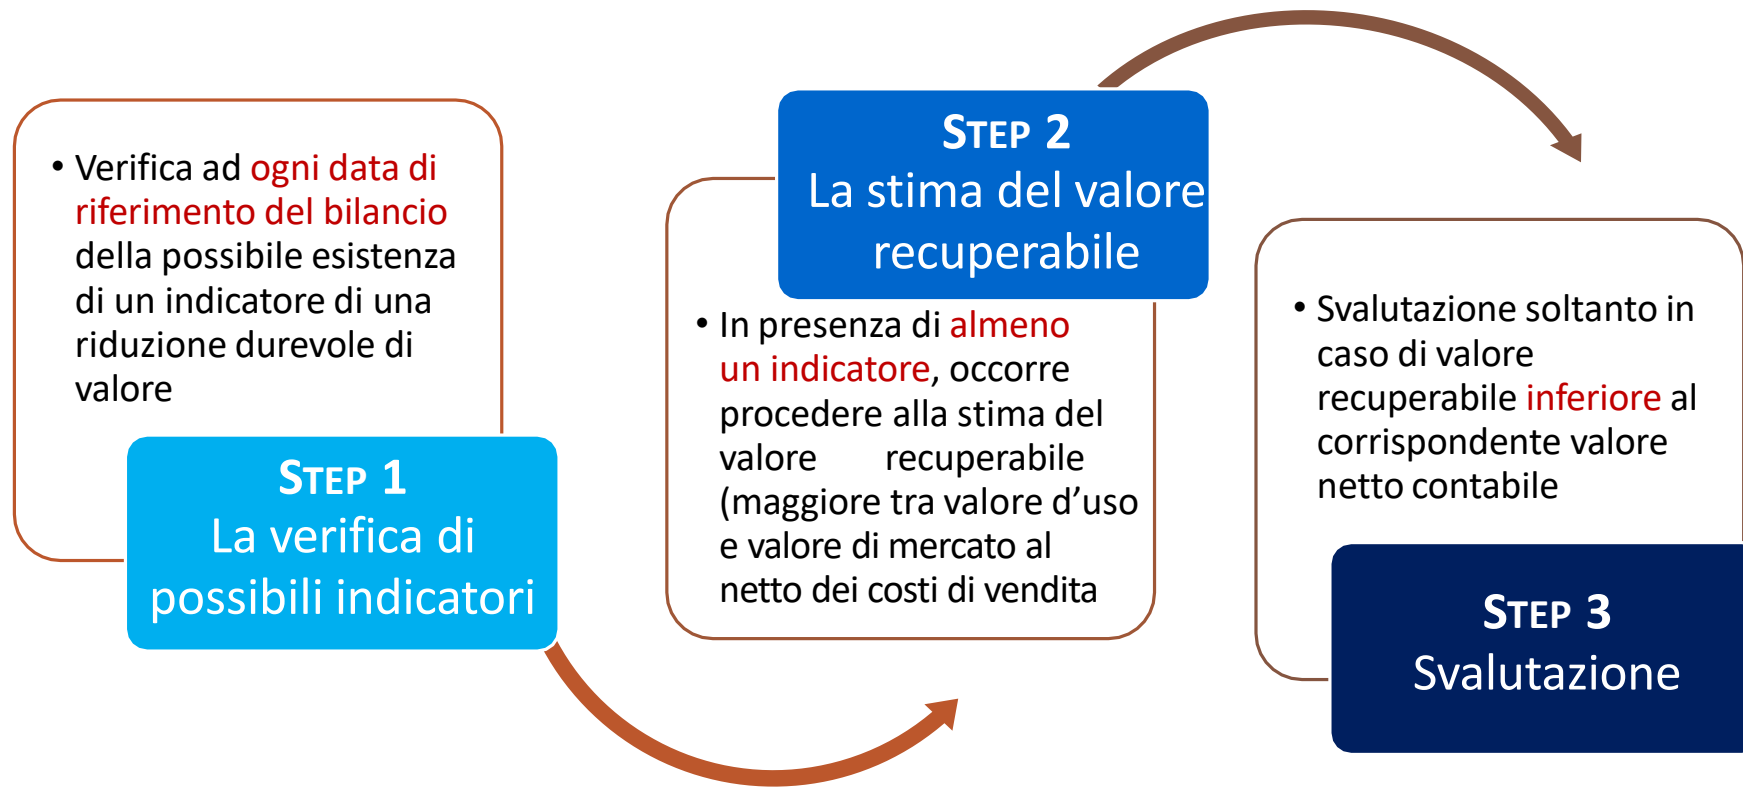 • Verifica ad ogni data di
riferimento del bilancio
della possibile esistenza
di un indicatore di una
riduzione durevole di
valore
STEP 1
La verifica di
possibili indicatori
STEP 2
La stima del valore
recuperabile
• In presenza di almeno
un indicatore, occorre
procedere alla stima del
valore recuperabile
(maggiore tra valore d’uso
e valore di mercato al
netto dei costi di vendita
• Svalutazione soltanto in
caso di valore
recuperabile inferiore al
corrispondente valore
netto contabile
STEP 3
Svalutazione